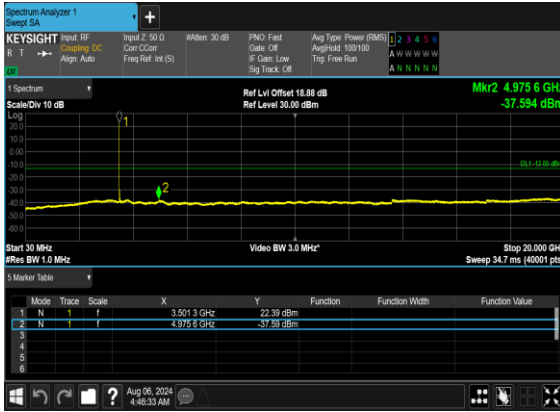 Spectrum Analyzer 1
Swept SA
+
KEYSIGHT Input: RF Input Z: 50 Ω #Atten: 30 dB PNO: Fast Avg Type: Power (RMS) 1 2 3 4 5 6
R T Coupling: DC Corr CCorr Gate: Off Avg|Hold: 100/100 A W W W W W
Align: Auto Freq Ref: Int (S) IF Gain: Low Trig: Free Run
Sig Track: Off A N N N N N
1 Spectrum Ref Lvl Offset 18.88 dB Mkr2 4.975 6 GHz
Scale/Div 10 dB Ref Level 30.00 dBm -37.594 dBm
Log
20.0
10.0
0.00
-10.0
DL1 -13.00 dBm
-20.0
-30.0
-40.0
-50.0
-60.0
1
2
Start 30 MHz Video BW 3.0 MHz* Stop 20.000 GH
#Res BW 1.0 MHz Sweep 34.7 ms (40001 pts
5 Marker Table
Mode Trace Scale X Y Function Function Width Function Value
1 N 1 f 3.501 3 GHz 22.39 dBm
2 N 1 f 4.975 6 GHz -37.59 dBm
3
4
5
6
? Aug 06, 2024
4:46:33 AM